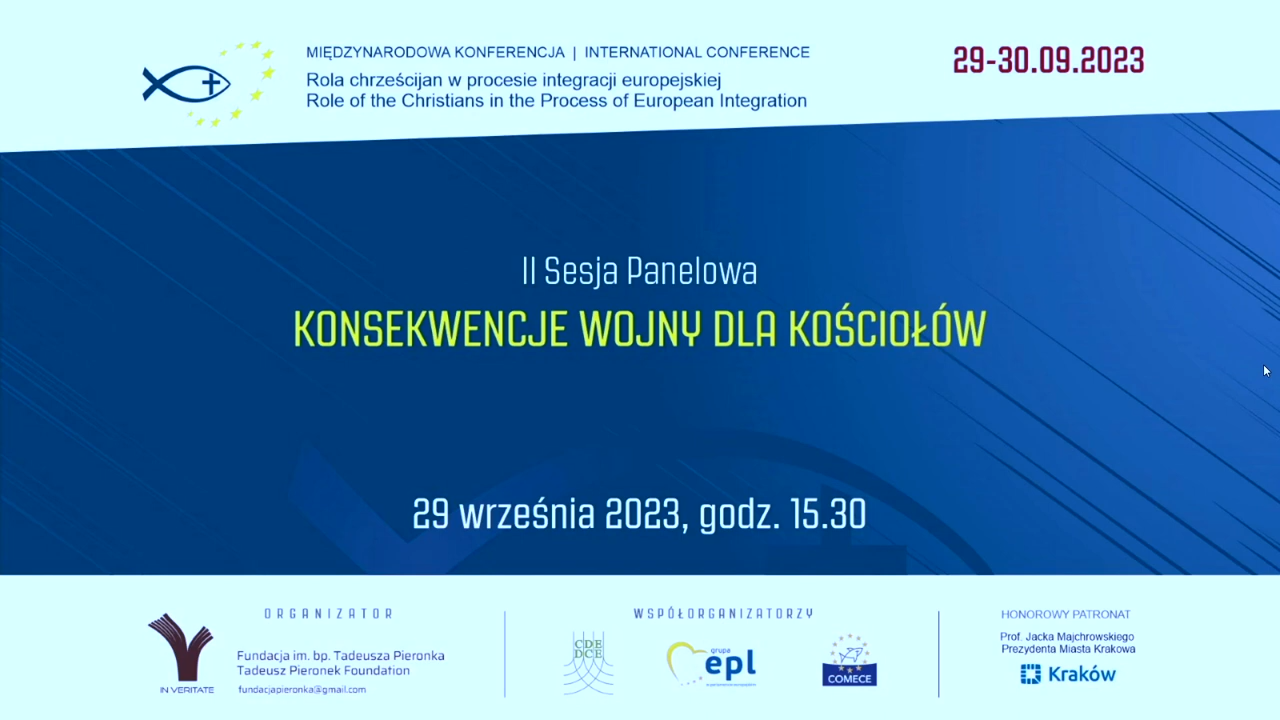 MIĘDZYNARODOWA KONFERENCJA | INTERNATIONAL CONFERENCE
Rola chrześcijan w procesie integracji europejskiej
Role of the Christians in the Process of European Integration
29-30.09.2023
II Sesja Panelowa
KONSEKWENCJE WOJNY DLA KOŚCIOŁÓW
29 września 2023, godz. 15.30
ORGANIZATOR
IN VERITATE
Fundacja im. bp. Tadeusza Pieronka
Tadeusz Pieronek Foundation
fundacjapieronka@gmail.com
WSPÓŁORGANIZATORZY
CDE
DCE
grupa
epl
COMECE
HONOROWY PATRONAT
Prof. Jacka Majchrowskiego
Prezydenta Miasta Krakowa
Kraków